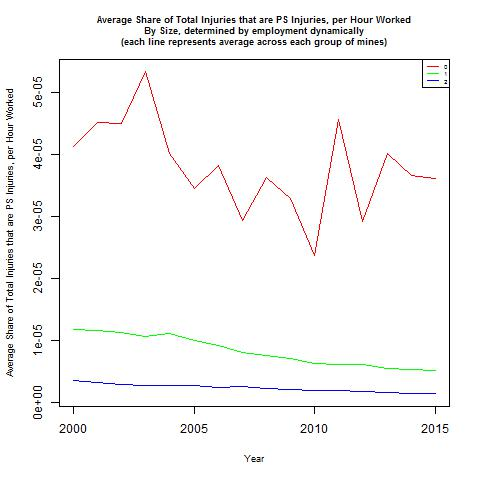 Average Share of Total Injuries that are PS Injuries, per Hour Worked
By Size, determined by employment dynamically
(each line represents average across each group of mines)
0
1
2
Average Share of Total Injuries that are PS Injuries, per Hour Worked
5e-05
4e-05
3e-05
2e-05
1e-05
0e+00
2000
2005
2010
2015
Year